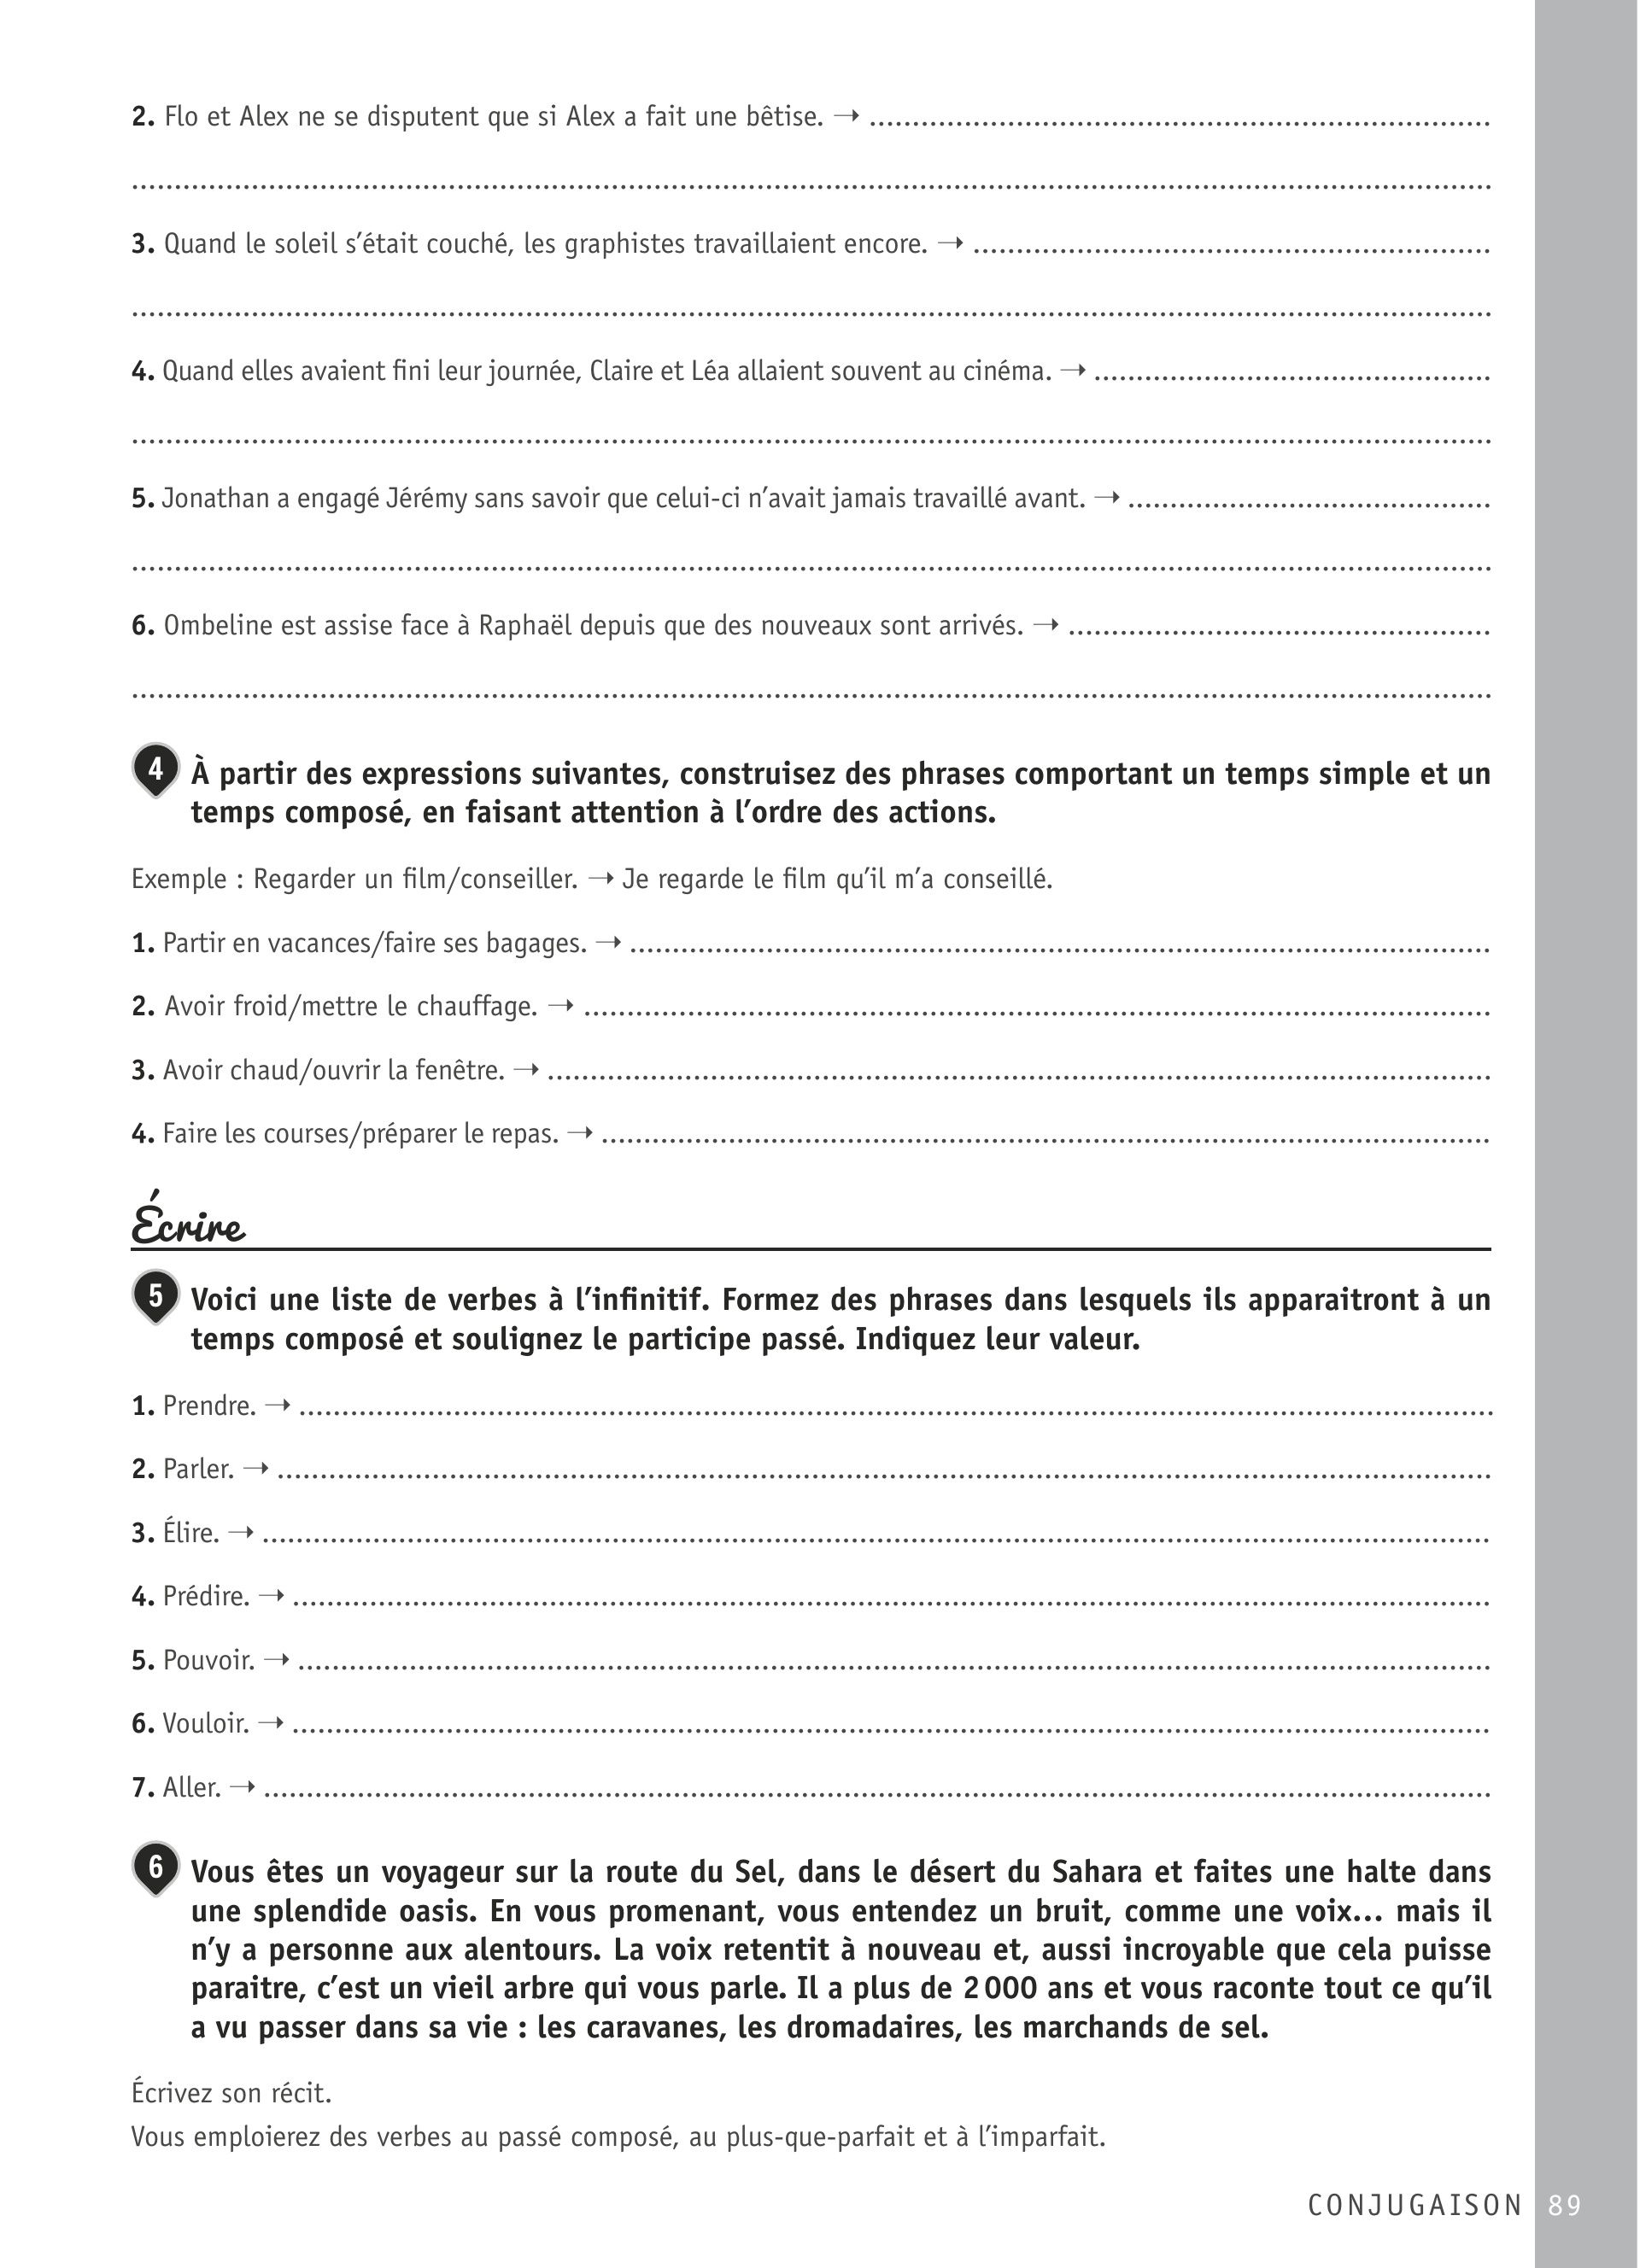 2. Flo et Alex ne se disputent que si Alex a fait une bêtise. → ........................................................................
................................................................................................................................................................
3. Quand le soleil s’était couché, les graphistes travaillaient encore. → ............................................................
................................................................................................................................................................
4. Quand elles avaient fini leur journée, Claire et Léa allaient souvent au cinéma. → ..............................................
................................................................................................................................................................
5. Jonathan a engagé Jérémy sans savoir que celui-ci n’avait jamais travaillé avant. → ..........................................
................................................................................................................................................................
6. Ombeline est assise face à Raphaël depuis que des nouveaux sont arrivés. → .................................................
................................................................................................................................................................
4 À partir des expressions suivantes, construisez des phrases comportant un temps simple et un
temps composé, en faisant attention à l’ordre des actions.
Exemple : Regarder un film/conseiller. → Je regarde le film qu’il m’a conseillé.
1. Partir en vacances/faire ses bagages. → ....................................................................................................
2. Avoir froid/mettre le chauffage. → .........................................................................................................
3. Avoir chaud/ouvrir la fenêtre. → .............................................................................................................
4. Faire les courses/préparer le repas. → .......................................................................................................
Écrire
5 Voici une liste de verbes à l’infinitif. Formez des phrases dans lesquels ils apparaitront à un
temps composé et soulignez le participe passé. Indiquez leur valeur.
1. Prendre. → ...........................................................................................................................................
2. Parler. → .............................................................................................................................................
3. Élire. → ...............................................................................................................................................
4. Prédire. → ...........................................................................................................................................
5. Pouvoir. → ...........................................................................................................................................
6. Vouloir. → ...........................................................................................................................................
7. Aller. → ...............................................................................................................................................
6 Vous êtes un voyageur sur la route du Sel, dans le désert du Sahara et faites une halte dans
une splendide oasis. En vous promenant, vous entendez un bruit, comme une voix… mais il
n’y a personne aux alentours. La voix retentit à nouveau et, aussi incroyable que cela puisse
paraitre, c’est un vieil arbre qui vous parle. Il a plus de 2 000 ans et vous raconte tout ce qu’il
a vu passer dans sa vie : les caravanes, les dromadaires, les marchands de sel.
Écrivez son récit.
Vous emploierez des verbes au passé composé, au plus-que-parfait et à l’imparfait.
CONJUGAISON 89